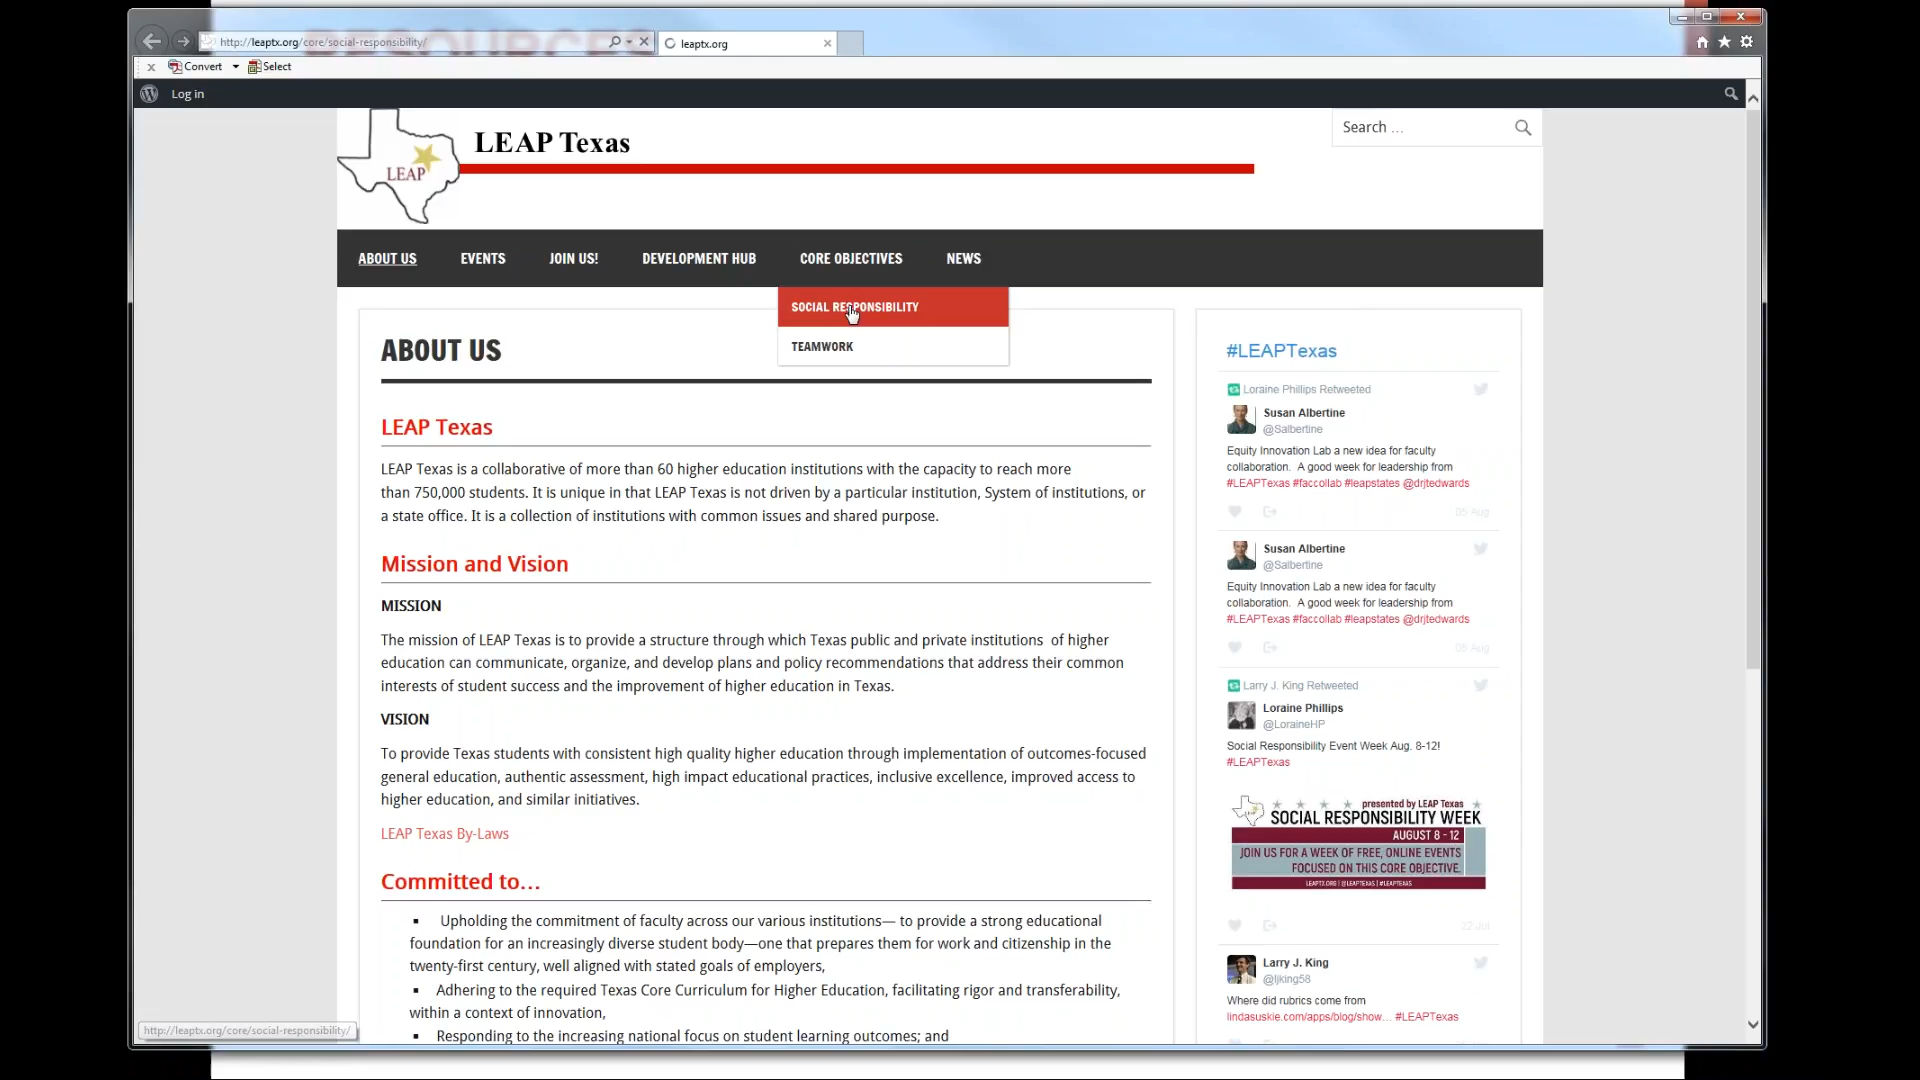 RESOURCES
http://leaptx.org/core/social-responsibility/
leaptx.org
Convert
Select
Log in
LEAP
LEAP Texas
Search …
ABOUT US
EVENTS
JOIN US!
DEVELOPMENT HUB
CORE OBJECTIVES
NEWS
SOCIAL RESPONSIBILITY
TEAMWORK
ABOUT US
LEAP Texas
LEAP Texas is a collaborative of more than 60 higher education institutions with the capacity to reach more
than 750,000 students. It is unique in that LEAP Texas is not driven by a particular institution, System of institutions, or
a state office. It is a collection of institutions with common issues and shared purpose.
Mission and Vision
MISSION
The mission of LEAP Texas is to provide a structure through which Texas public and private institutions of higher
education can communicate, organize, and develop plans and policy recommendations that address their common
interests of student success and the improvement of higher education in Texas.
VISION
To provide Texas students with consistent high quality higher education through implementation of outcomes-focused
general education, authentic assessment, high impact educational practices, inclusive excellence, improved access to
higher education, and similar initiatives.
LEAP Texas By-Laws
Committed to…
▪ Upholding the commitment of faculty across our various institutions— to provide a strong educational
foundation for an increasingly diverse student body—one that prepares them for work and citizenship in the
twenty-first century, well aligned with stated goals of employers,
▪ Adhering to the required Texas Core Curriculum for Higher Education, facilitating rigor and transferability,
within a context of innovation,
▪ Responding to the increasing national focus on student learning outcomes; and
#LEAPTexas
Loraine Phillips Retweeted
Susan Albertine
@Salbertine
Equity Innovation Lab a new idea for faculty
collaboration. A good week for leadership from
#LEAPTexas #faccollab #leapstates @drjtedwards
05 Aug
Susan Albertine
@Salbertine
Equity Innovation Lab a new idea for faculty
collaboration. A good week for leadership from
#LEAPTexas #faccollab #leapstates @drjtedwards
05 Aug
Larry J. King Retweeted
Loraine Phillips
@LoraineHP
Social Responsibility Event Week Aug. 8-12!
#LEAPTexas
presented by LEAP Texas
SOCIAL RESPONSIBILITY WEEK
AUGUST 8 - 12
JOIN US FOR A WEEK OF FREE, ONLINE EVENTS
FOCUSED ON THIS CORE OBJECTIVE.
LEAPTX.ORG | @LEAPTEXAS | #LEAPTEXAS
22 Jul
Larry J. King
@ljking58
Where did rubrics come from
lindasuskie.com/apps/blog/show… #LEAPTexas
http://leaptx.org/core/social-responsibility/